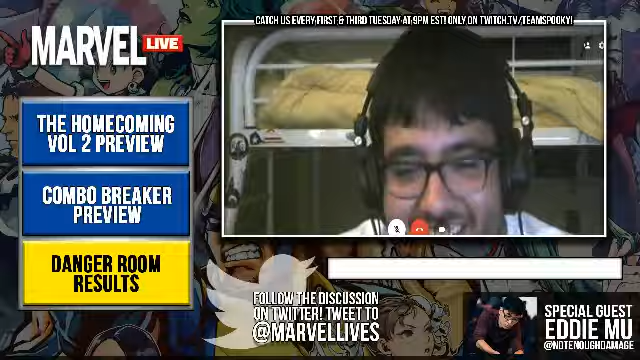 CATCH US EVERY FIRST & THIRD TUESDAY AT 9PM EST! ONLY ON TWITCH.TV/TEAMSPOOKY!
MARVEL LIVE
THE HOMECOMING
VOL 2 PREVIEW
COMBO BREAKER
PREVIEW
DANGER ROOM
RESULTS
FOLLOW THE DISCUSSION
ON TWITTER! TWEET TO
@MARVELLIVES
SPECIAL GUEST
EDDIE MU
@NOTENOUGHDAMAGE